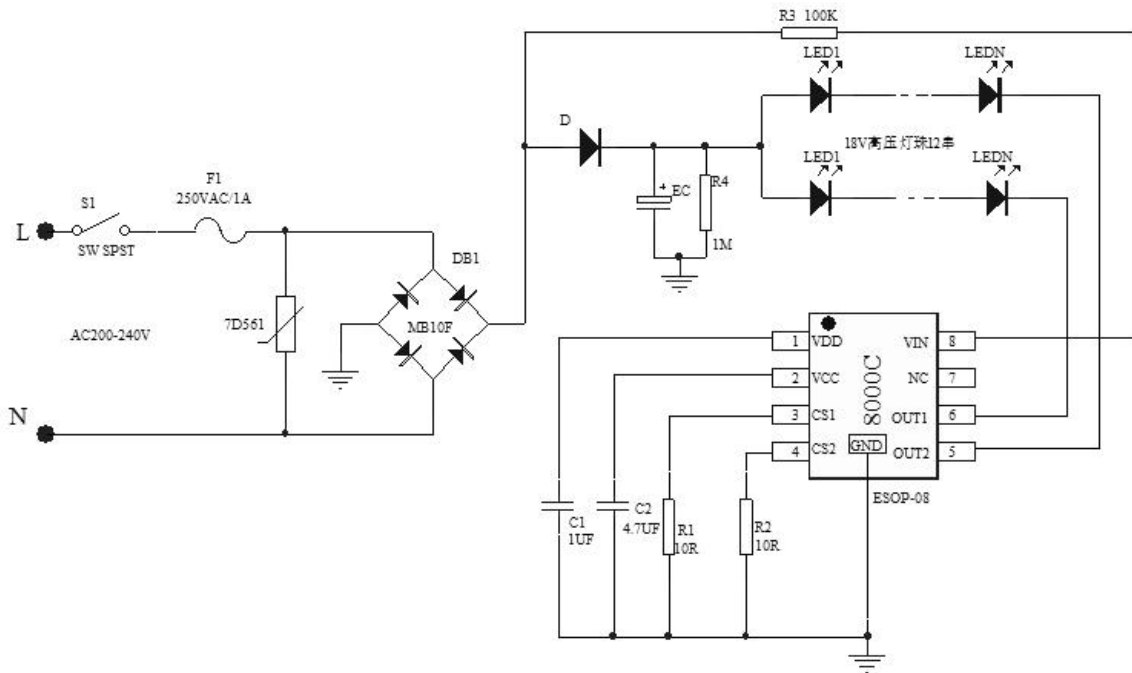 R3 100K
LED1
LEDN
D
18V高压灯珠12串
F1
250VAC/1A
S1
L
SW SPST
EC
R4
LED1
LEDN
1M
DB1
7D561
MB10F
AC200-240V
1 VDD
VIN 8
2 VCC
NC 7
3 CS1
OUT1 6
4 CS2
OUT2 5
8000C
GND
N
ESOP-08
C1
1UF
C2
4.7UF
R1
10R
R2
10R